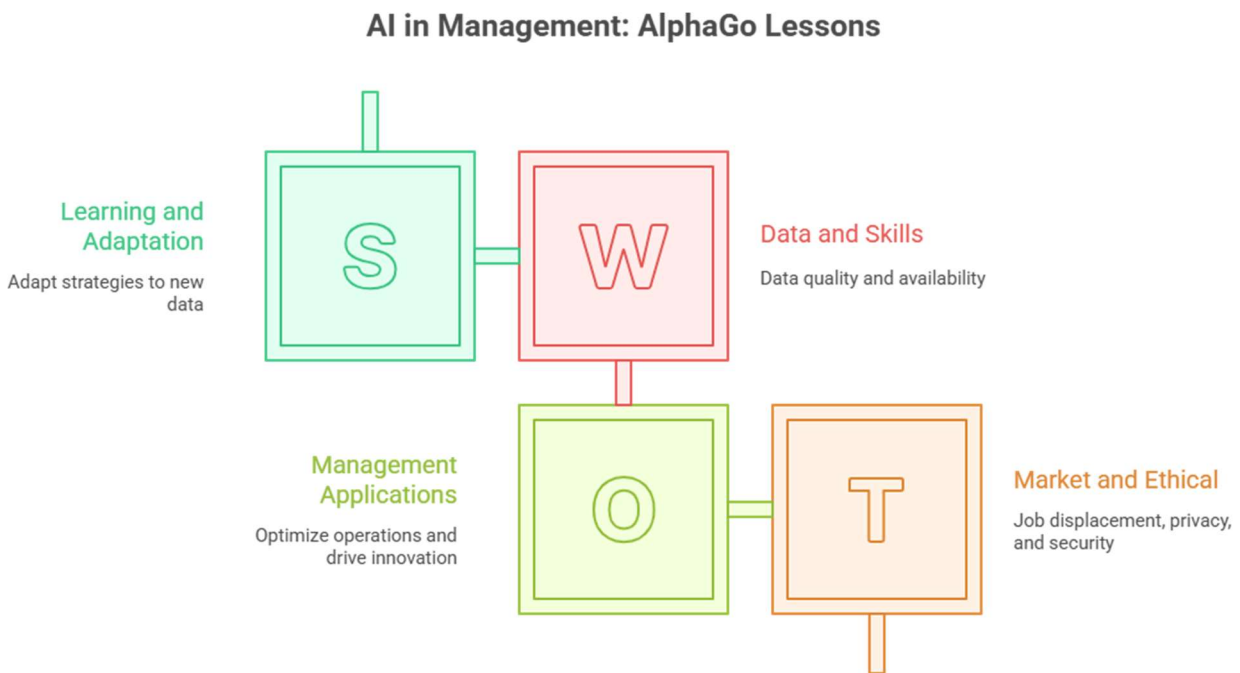 AI in Management: AlphaGo Lessons
Learning and
Adaptation
Adapt strategies to new
data
S
W
Data and Skills
Data quality and availability
Management
Applications
Optimize operations and
drive innovation
O
T
Market and Ethical
Job displacement, privacy,
and security